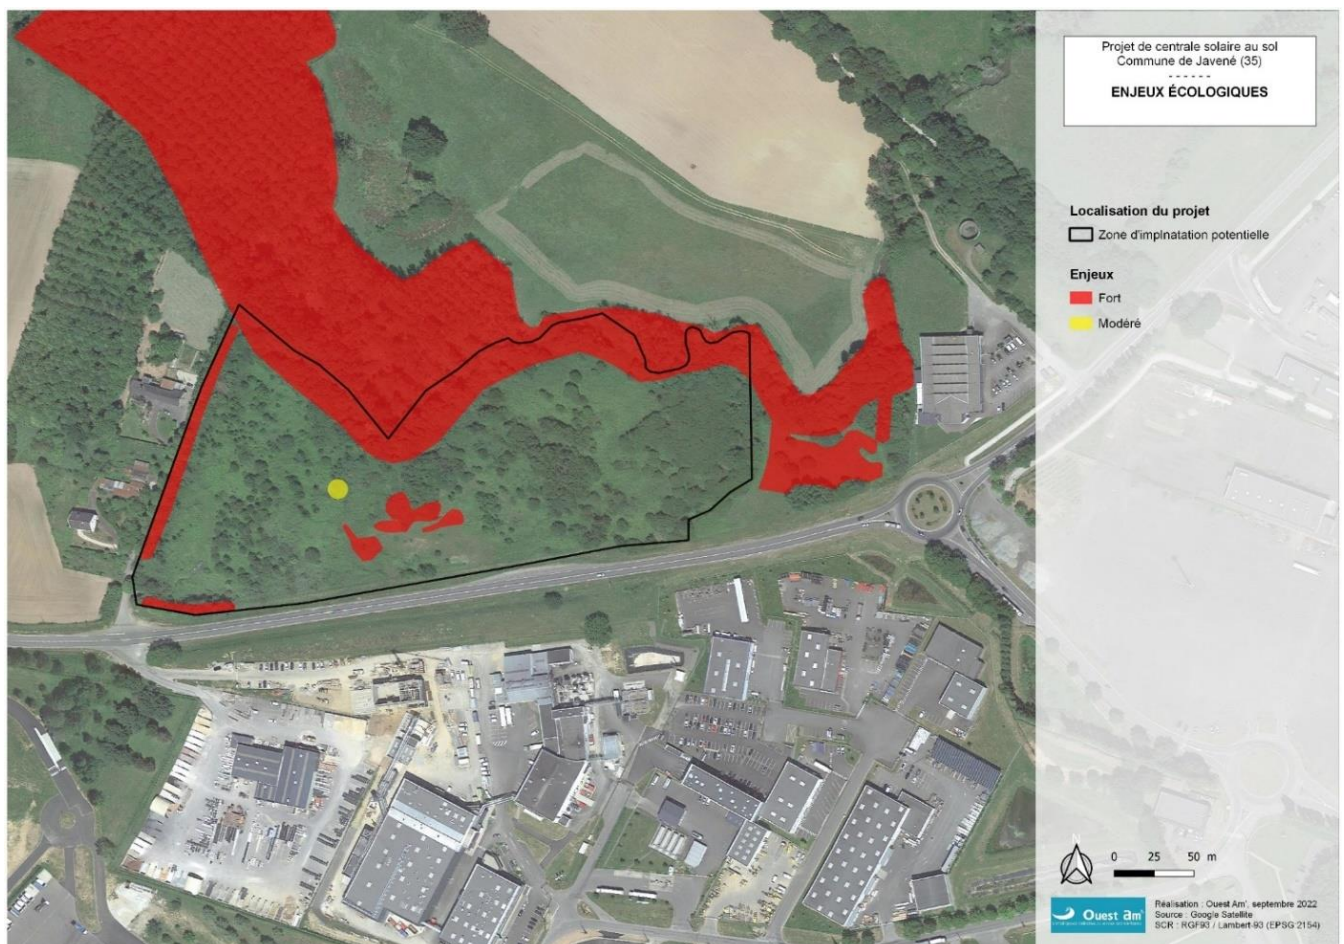 Projet de centrale solaire au sol
Commune de Javené (35)
- - - - - -
ENJEUX ÉCOLOGIQUES
Localisation du projet
Zone d'implnatation potentielle
Enjeux
Fort
Modéré
N
0 25 50 m
Ouest am'
Réalisation : Ouest Am', septembre 2022
Source : Google Satellite
SCR : RGF93 / Lambert-93 (EPSG 2154)